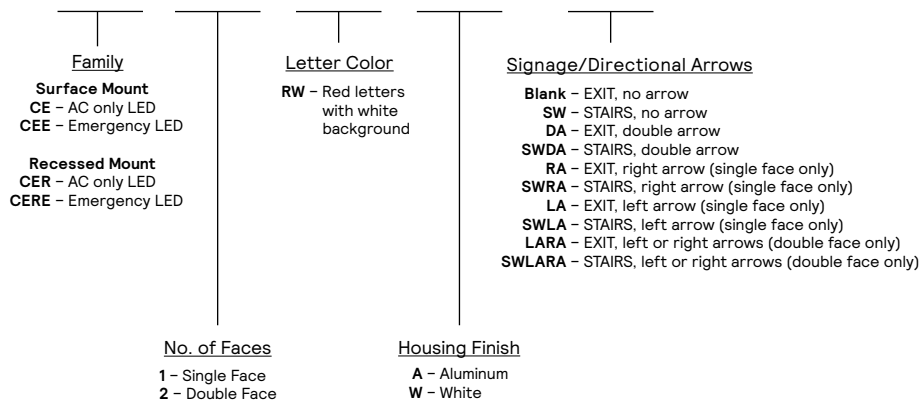 Family
Surface Mount
CE – AC only LED
CEE – Emergency LED
Recessed Mount
CER – AC only LED
CERE – Emergency LED
No. of Faces
1 – Single Face
2 – Double Face
Letter Color
RW – Red letters
with white
background
Housing Finish
A – Aluminum
W – White
Signage/Directional Arrows
Blank – EXIT, no arrow
SW – STAIRS, no arrow
DA – EXIT, double arrow
SWDA – STAIRS, double arrow
RA – EXIT, right arrow (single face only)
SWRA – STAIRS, right arrow (single face only)
LA – EXIT, left arrow (single face only)
SWLA – STAIRS, left arrow (single face only)
LARA – EXIT, left or right arrows (double face only)
SWLARA – STAIRS, left or right arrows (double face only)